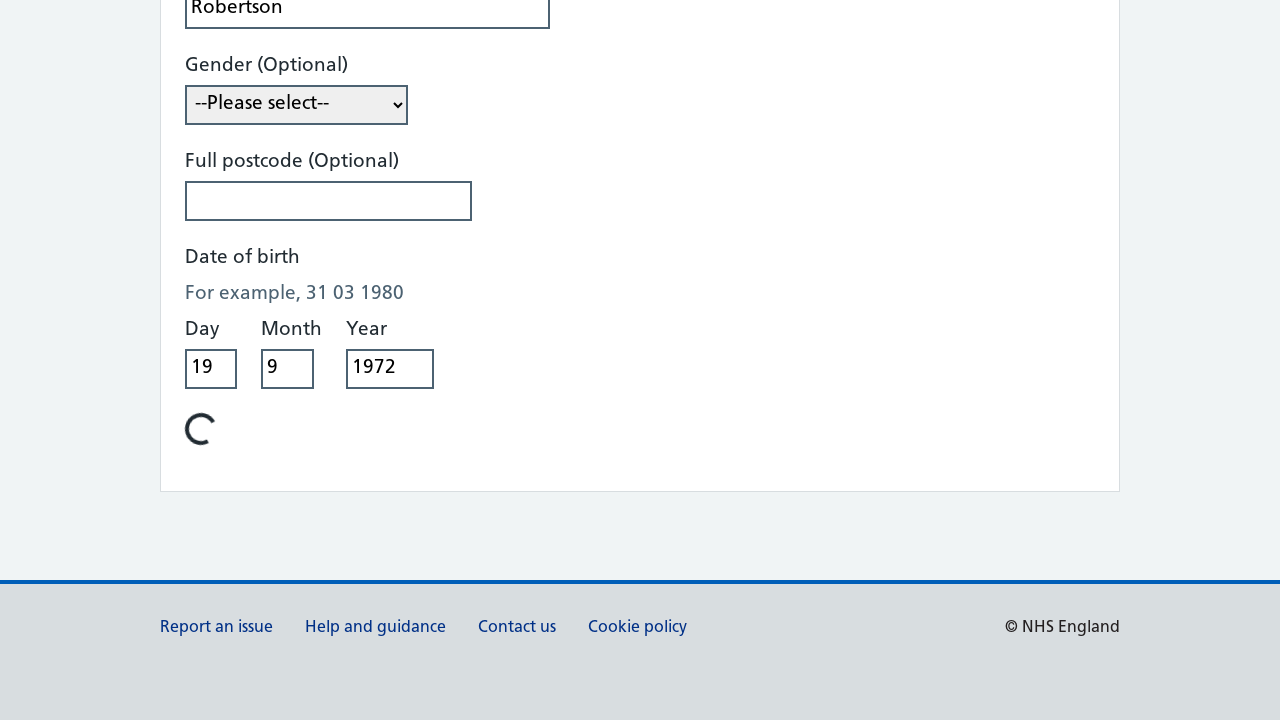 Robertson
Gender (Optional)
--Please select--
Full postcode (Optional)
Date of birth
For example, 31 03 1980
Day Month Year
19 9 1972
Report an issue Help and guidance Contact us Cookie policy © NHS England